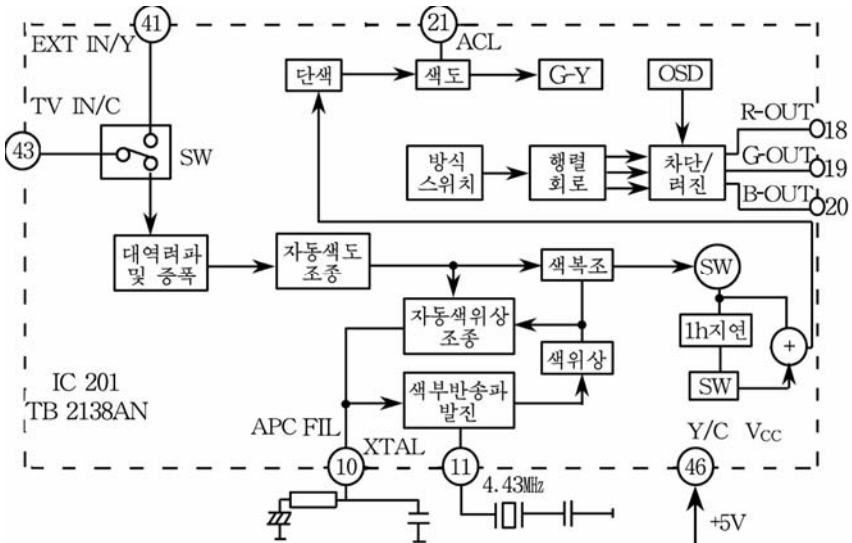 41
21
EXT IN/Y
ACL
단색
색도
G-Y
OSD
TV IN/C
R-OUT
18
43
SW
방식
스위치
행렬
회로
차단/
려진
G-OUT
19
B-OUT
20
대역려파
및 증폭
자동색도
조종
색복조
SW
자동색위상
조종
1h지연
+
색위상
IC 201
TB 2138AN
색부반송파
발진
SW
APC FIL
XTAL
Y/C VCC
10
11
46
4.43MHz
+5V